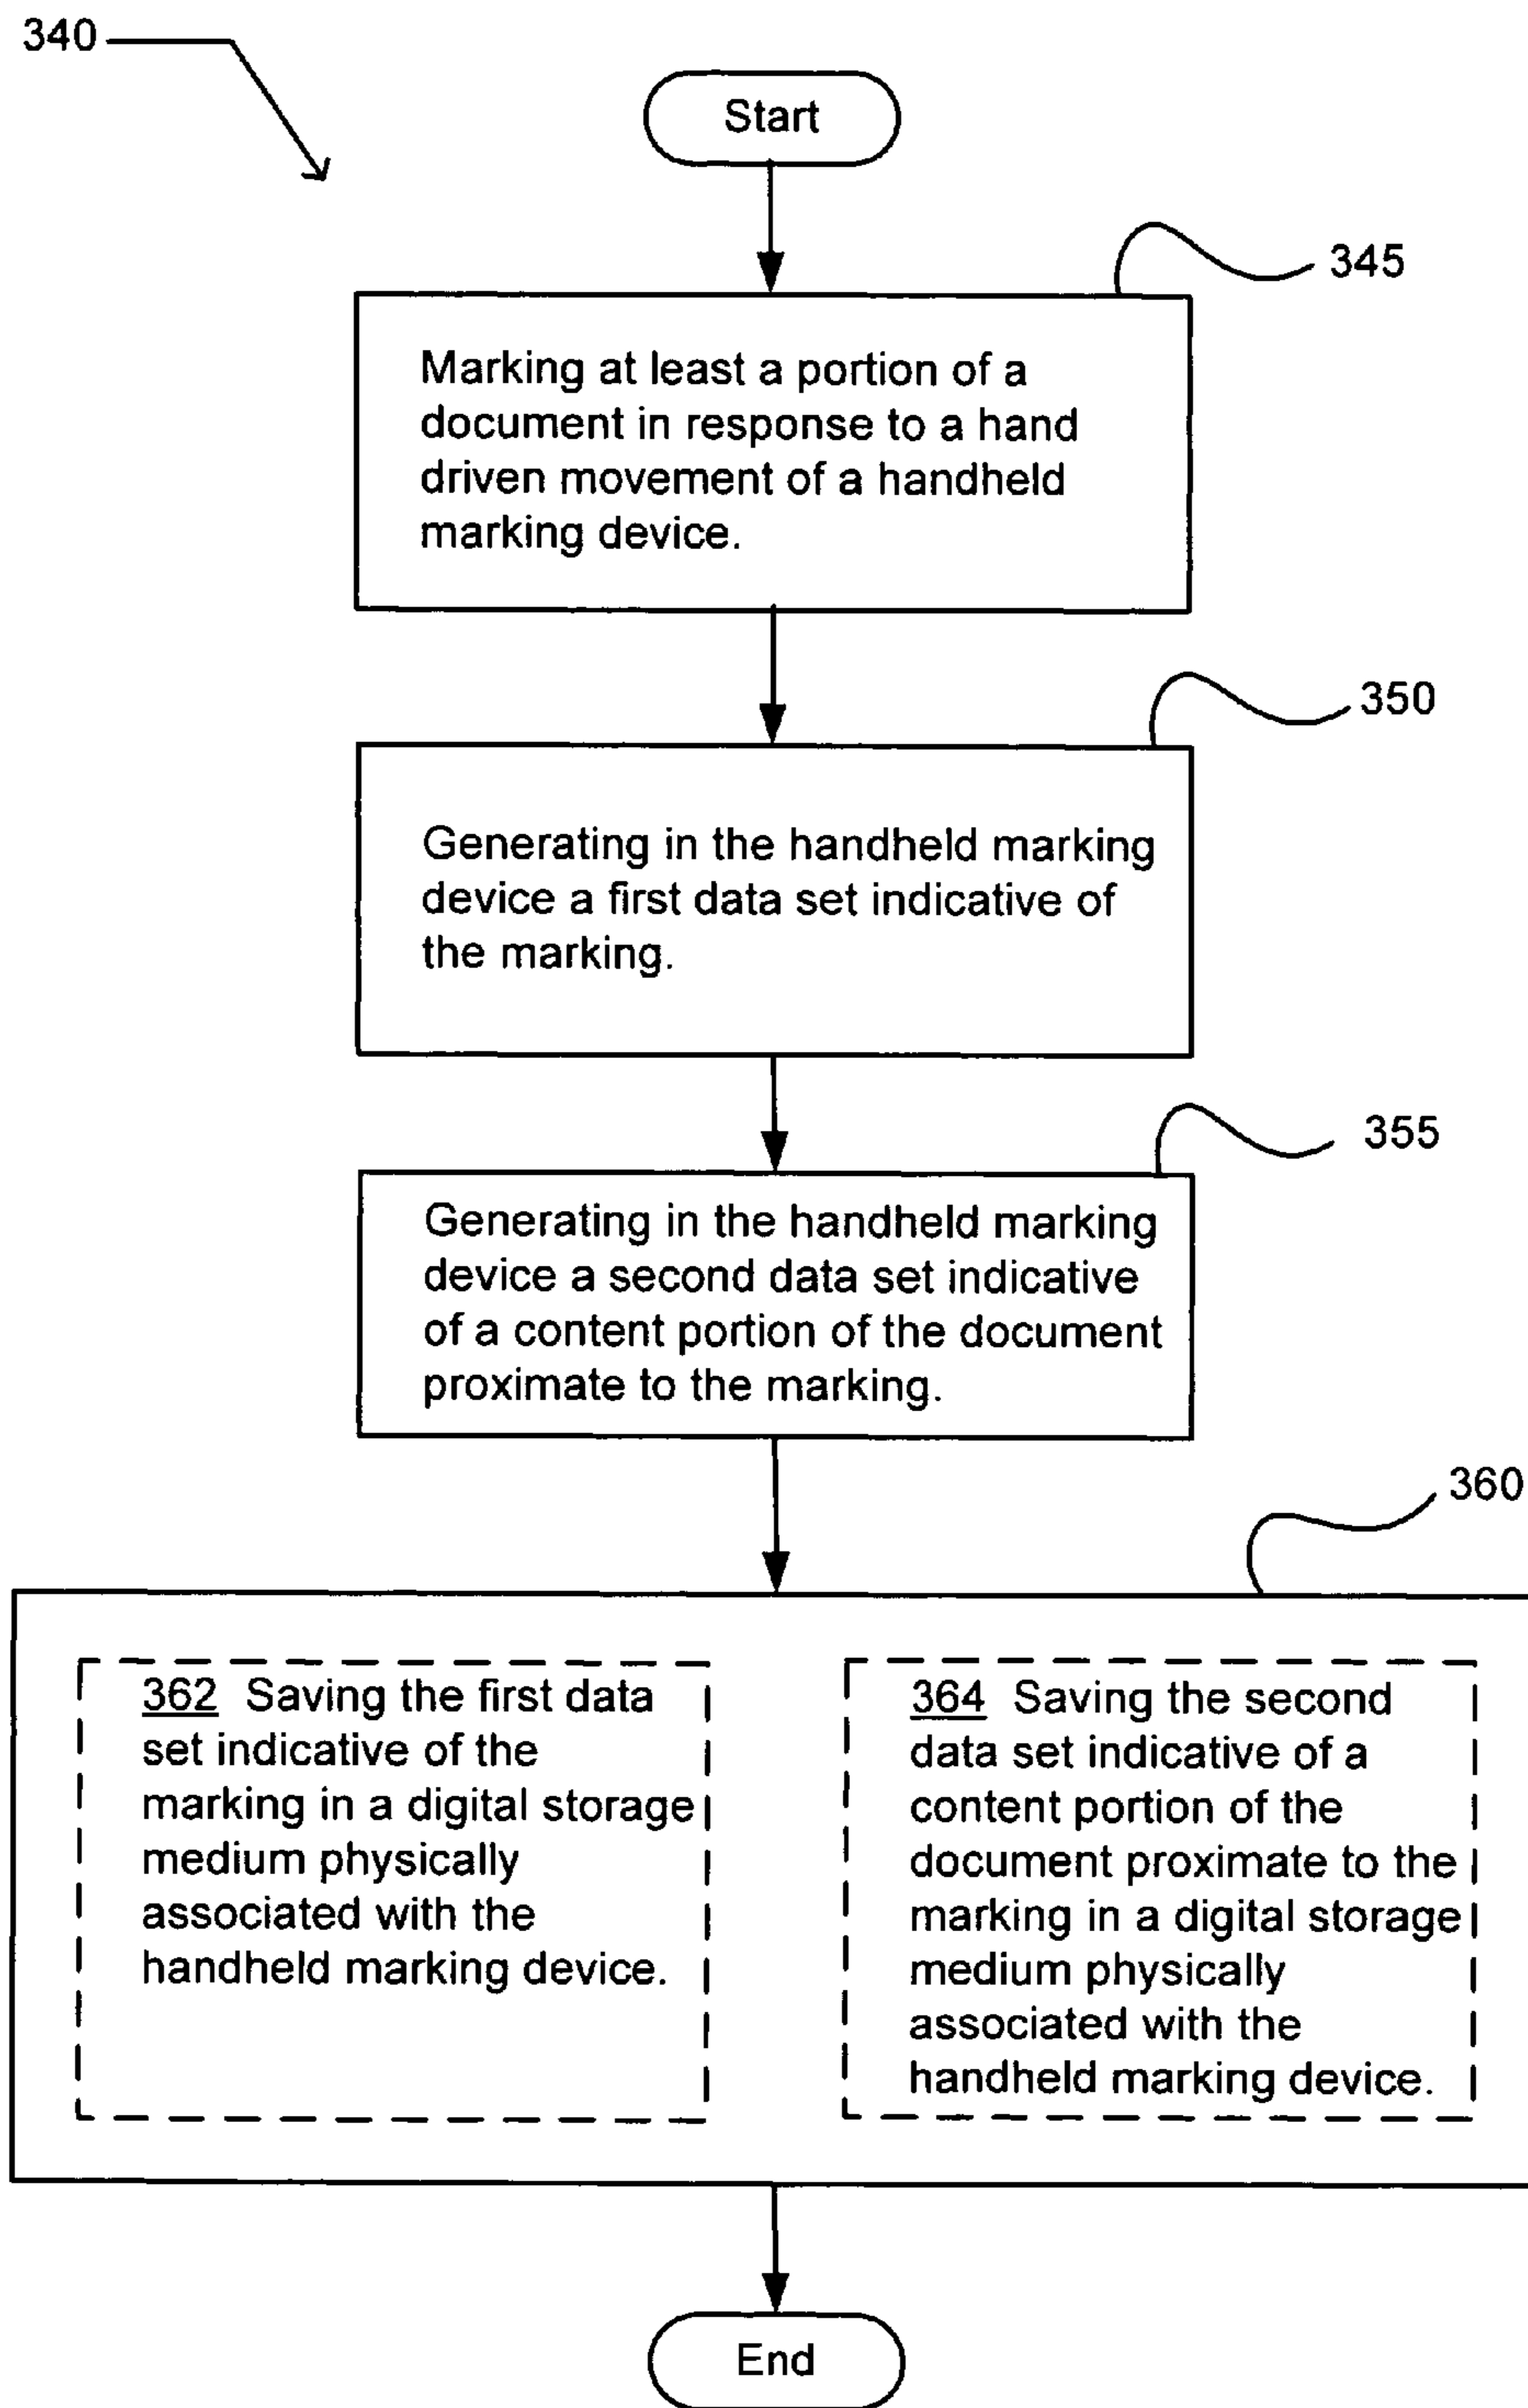 340
Start
345
Marking at least a portion of a
document in response to a hand
driven movement of a handheld
marking device.
350
Generating in the handheld marking
device a first data set indicative of
the marking.
355
Generating in the handheld marking
device a second data set indicative
of a content portion of the document
proximate to the marking.
360
362 Saving the first data
set indicative of the
marking in a digital storage
medium physically
associated with the
handheld marking device.
364 Saving the second
data set indicative of a
content portion of the
document proximate to the
marking in a digital storage
medium physically
associated with the
handheld marking device.
End